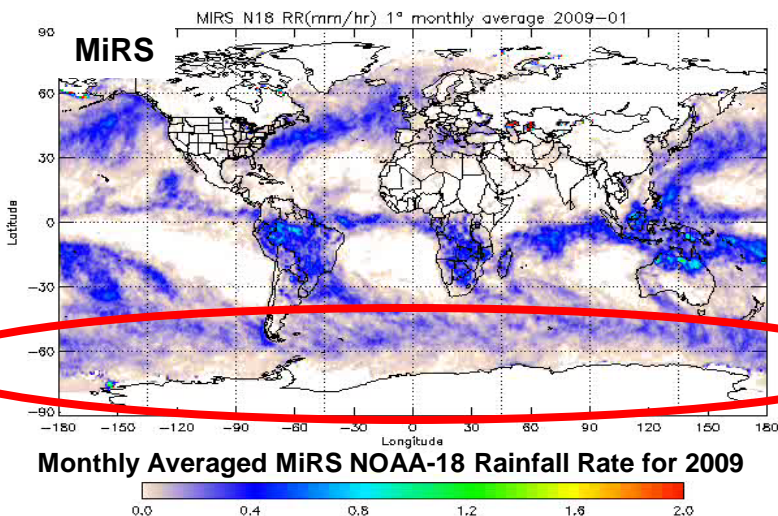 MIRS N18 RR(mm/hr) 1° monthly average 2009-01
MiRS
90
60
30
0
-30
-60
-90
Latitude
-180 -150 -120 -90 -60 -30 0 30 60 90 120 150 180
Longitude
Monthly Averaged MiRS NOAA-18 Rainfall Rate for 2009
0.0 0.4 0.8 1.2 1.6 2.0